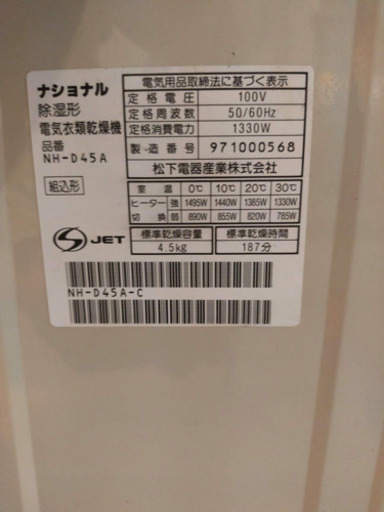 ナショナル
除湿形
電気衣類乾燥機
品番
NH-D45A
組込形
JET
電気用品取締法に基づく表示
定格電圧 100V
定格周波数 50/60Hz
定格消費電力 1330W
製造番号 971000568
松下電器産業株式会社
室温 0℃ 10℃ 20℃ 30℃
ヒーター 強 1495W 1440W 1385W 1330W
切換 弱 890W 855W 820W 785W
標準乾燥容量 標準乾燥時間
4.5kg 187分
NH-D45A-C